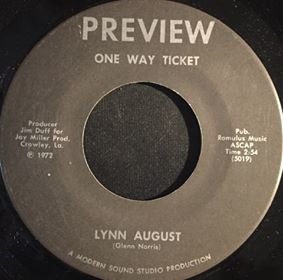 PREVIEW
ONE WAY TICKET
Producer
Jim Duff for
Jay Miller Prod.
Crowley, La.
℗ 1972
Pub.
Romulus Music
ASCAP
Time 2:54
(5019)
LYNN AUGUST
(Glenn Norris)
A MODERN SOUND STUDIO PRODUCTION